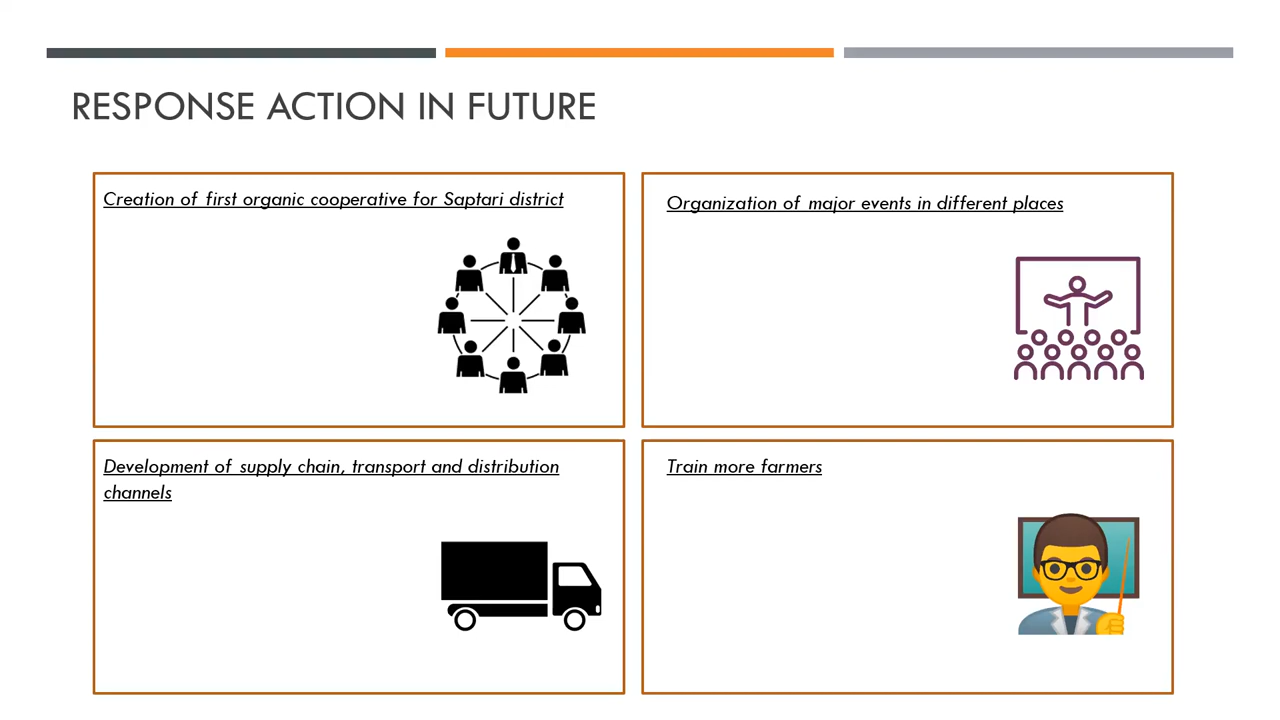 RESPONSE ACTION IN FUTURE
Creation of first organic cooperative for Saptari district
Organization of major events in different places
Development of supply chain, transport and distribution
channels
Train more farmers